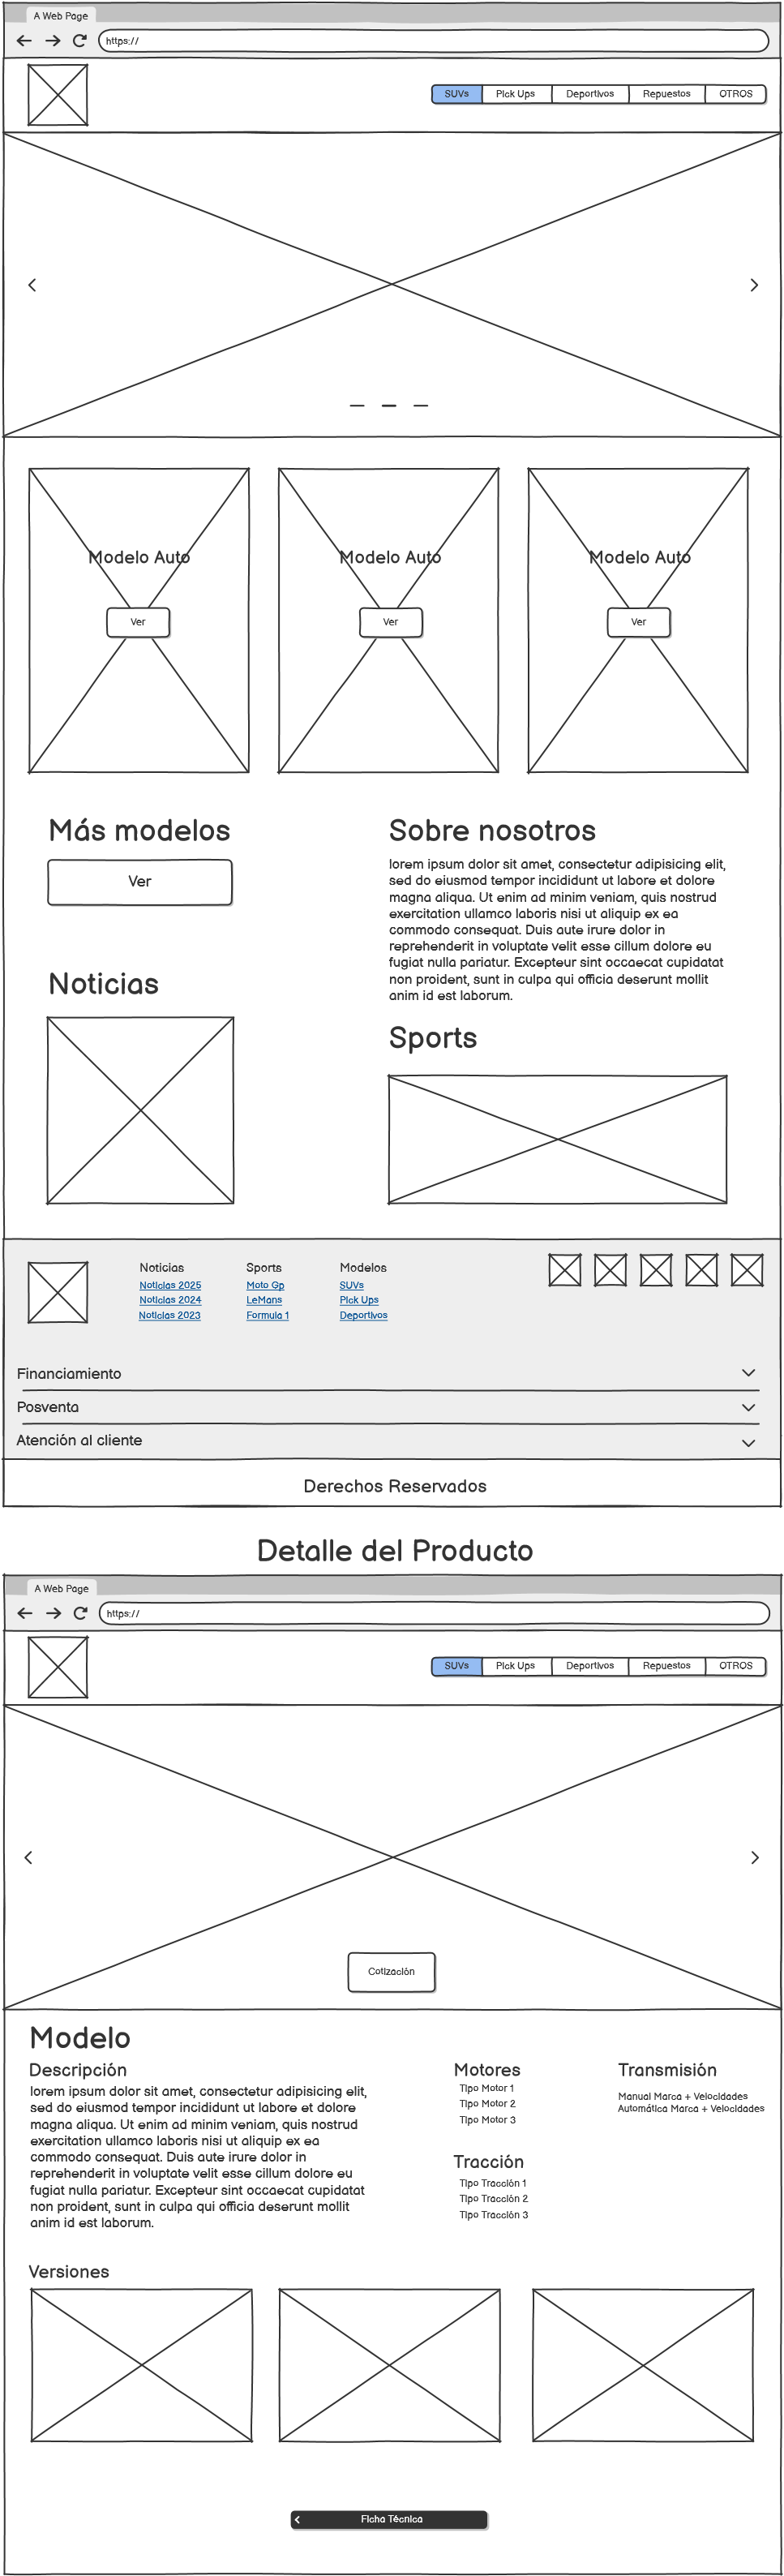 A Web Page
https://
SUVs Pick Ups Deportivos Repuestos OTROS
Modelo Auto Modelo Auto Modelo Auto
Ver Ver Ver
Más modelos
Ver
Sobre nosotros
lorem ipsum dolor sit amet, consectetur adipisicing elit,
sed do eiusmod tempor incididunt ut labore et dolore
magna aliqua. Ut enim ad minim veniam, quis nostrud
exercitation ullamco laboris nisi ut aliquip ex ea
commodo consequat. Duis aute irure dolor in
reprehenderit in voluptate velit esse cillum dolore eu
fugiat nulla pariatur. Excepteur sint occaecat cupidatat
non proident, sunt in culpa qui officia deserunt mollit
anim id est laborum.
Noticias
Sports
Noticias
Noticias 2025
Noticias 2024
Noticias 2023
Sports
Moto Gp
LeMans
Formula 1
Modelos
SUVs
Pick Ups
Deportivos
Financiamiento
Posventa
Atención al cliente
Derechos Reservados
Detalle del Producto
A Web Page
https://
SUVs Pick Ups Deportivos Repuestos OTROS
Cotización
Modelo
Descripción
lorem ipsum dolor sit amet, consectetur adipisicing elit,
sed do eiusmod tempor incididunt ut labore et dolore
magna aliqua. Ut enim ad minim veniam, quis nostrud
exercitation ullamco laboris nisi ut aliquip ex ea
commodo consequat. Duis aute irure dolor in
reprehenderit in voluptate velit esse cillum dolore eu
fugiat nulla pariatur. Excepteur sint occaecat cupidatat
non proident, sunt in culpa qui officia deserunt mollit
anim id est laborum.
Motores
Tipo Motor 1
Tipo Motor 2
Tipo Motor 3
Tracción
Tipo Tracción 1
Tipo Tracción 2
Tipo Tracción 3
Transmisión
Manual Marca + Velocidades
Automática Marca + Velocidades
Versiones
Ficha Técnica